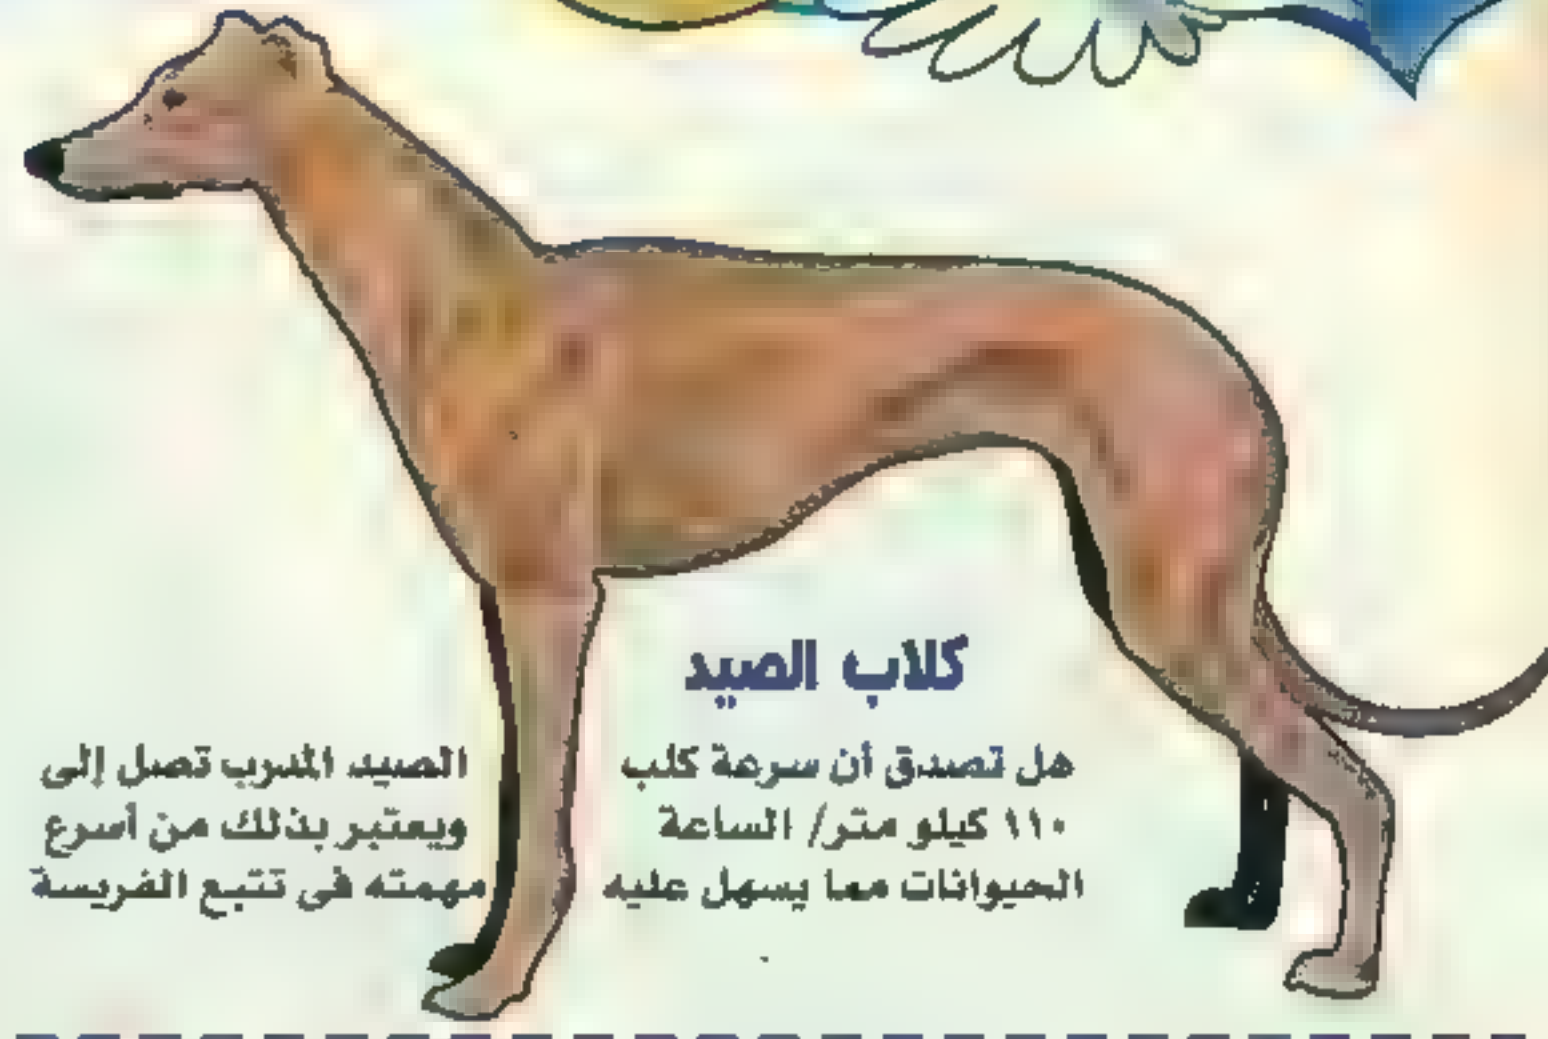 كلاب الصيد
هل تصدق أن سرعة كلب الصيد المدرب تصل إلى
١١٠ كيلو متر/ الساعة ويعتبر بذلك من أسرع
الحيوانات مما يسهل عليه مهمته فى تتبع الفريسة